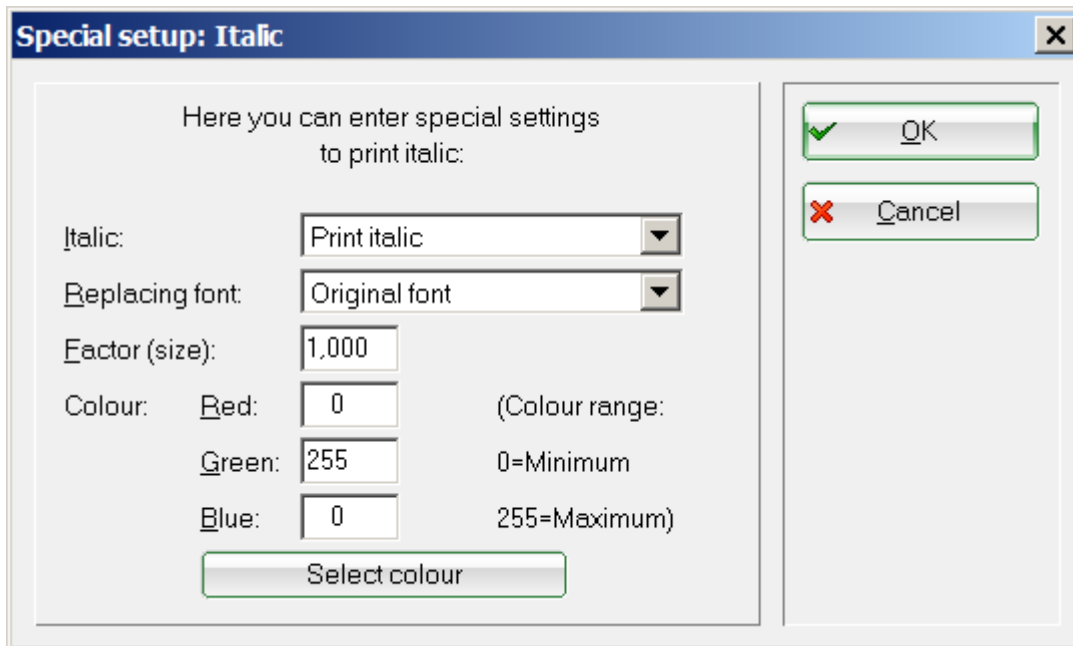 Special setup: Italic
Here you can enter special settings
to print italic:
Italic: Print italic
Replacing font: Original font
Factor (size): 1,000
Colour: Red: 0 (Colour range:
Green: 255 0=Minimum
Blue: 0 255=Maximum)
Select colour
OK
Cancel